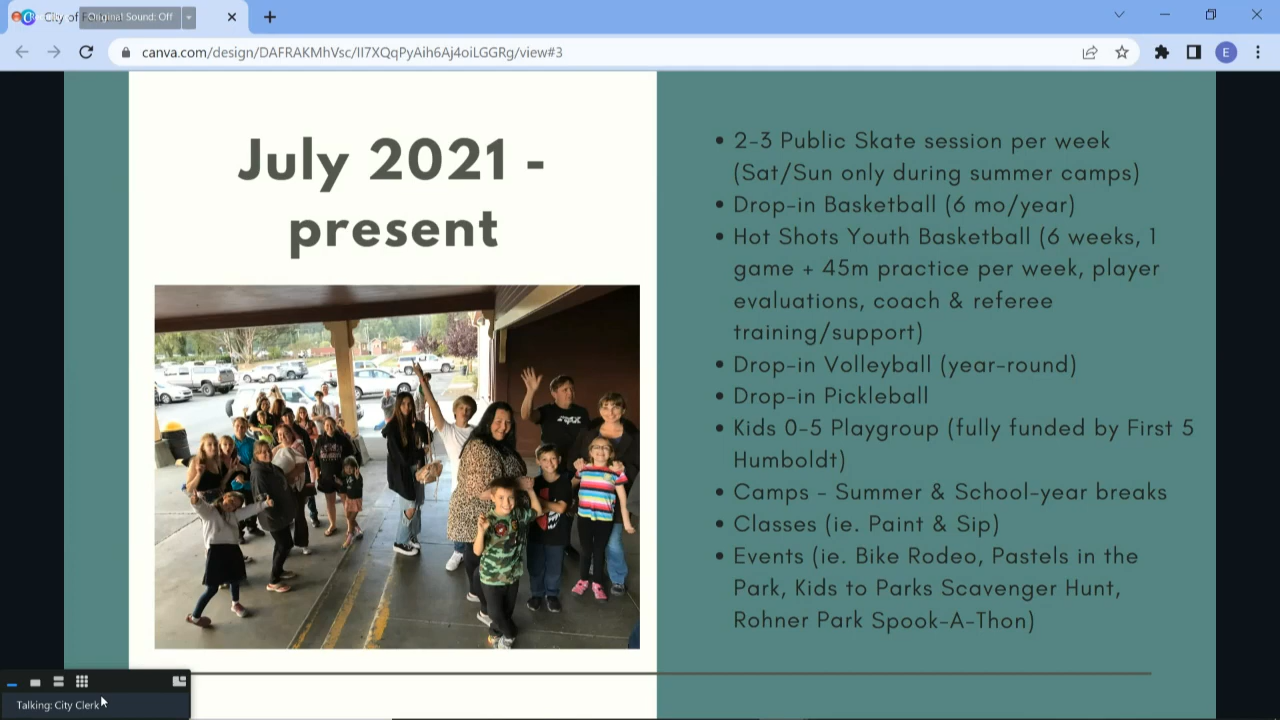 City of
Original Sound: Off
canva.com/design/DAFRAKMhVsc/II7XQqPyAih6Aj4oiLGGRg/view#3
E
July 2021 -
present
• 2-3 Public Skate session per week
(Sat/Sun only during summer camps)
• Drop-in Basketball (6 mo/year)
• Hot Shots Youth Basketball (6 weeks, 1
game + 45m practice per week, player
evaluations, coach & referee
training/support)
• Drop-in Volleyball (year-round)
• Drop-in Pickleball
• Kids 0-5 Playgroup (fully funded by First 5
Humboldt)
• Camps - Summer & School-year breaks
• Classes (ie. Paint & Sip)
• Events (ie. Bike Rodeo, Pastels in the
Park, Kids to Parks Scavenger Hunt,
Rohner Park Spook-A-Thon)
Talking: City Clerk